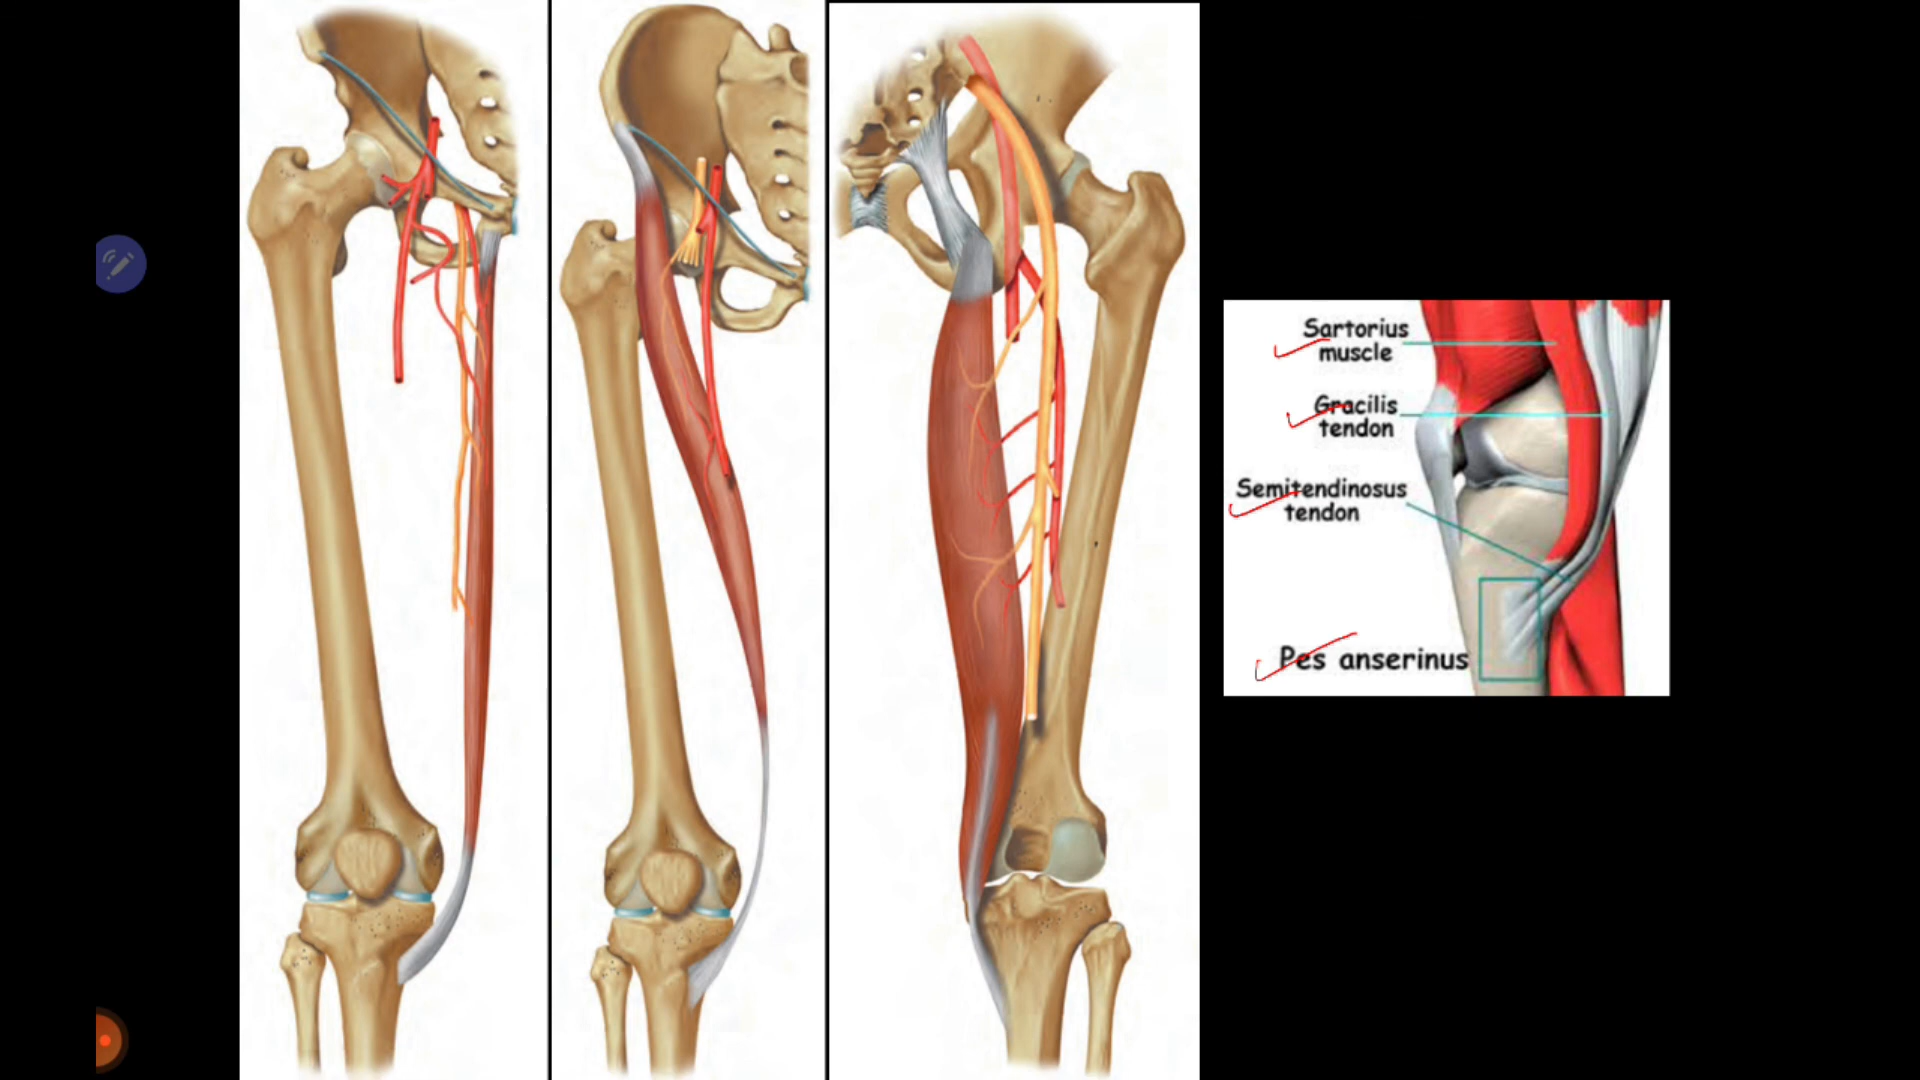 Sartorius
muscle
Gracilis
tendon
Semitendinosus
tendon
Pes anserinus